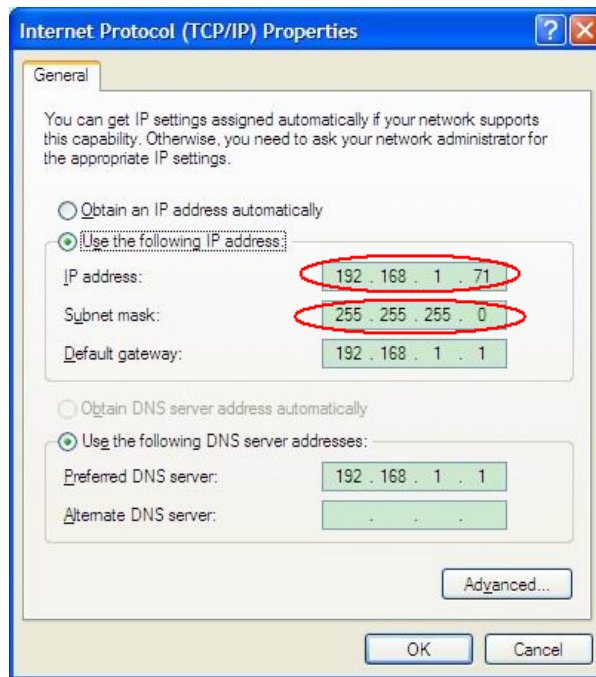 Internet Protocol (TCP/IP) Properties
General
You can get IP settings assigned automatically if your network supports
this capability. Otherwise, you need to ask your network administrator for
the appropriate IP settings.
Obtain an IP address automatically
Use the following IP address:
IP address: 192 . 168 . 1 . 71
Subnet mask: 255 . 255 . 255 . 0
Default gateway: 192 . 168 . 1 . 1
Obtain DNS server address automatically
Use the following DNS server addresses:
Preferred DNS server: 192 . 168 . 1 . 1
Alternate DNS server: . . .
Advanced...
OK Cancel